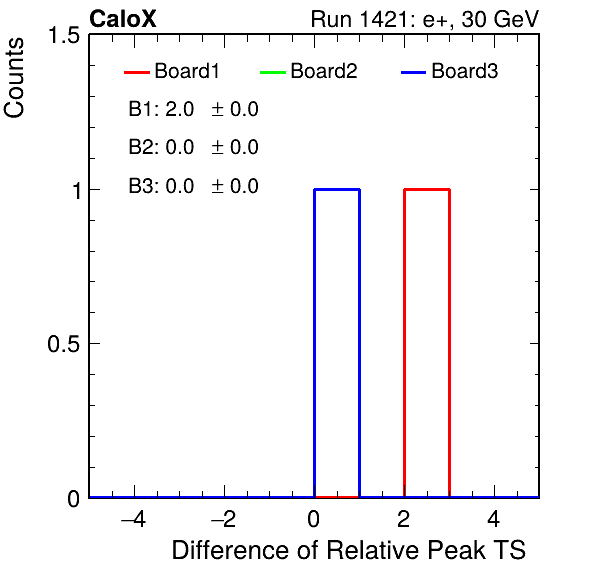 CaloX Run 1421: e+, 30 GeV
Counts
1.5
Board1 Board2 Board3
B1: 2.0 ± 0.0
B2: 0.0 ± 0.0
B3: 0.0 ± 0.0
1
0.5
0
−4 −2 0 2 4
Difference of Relative Peak TS